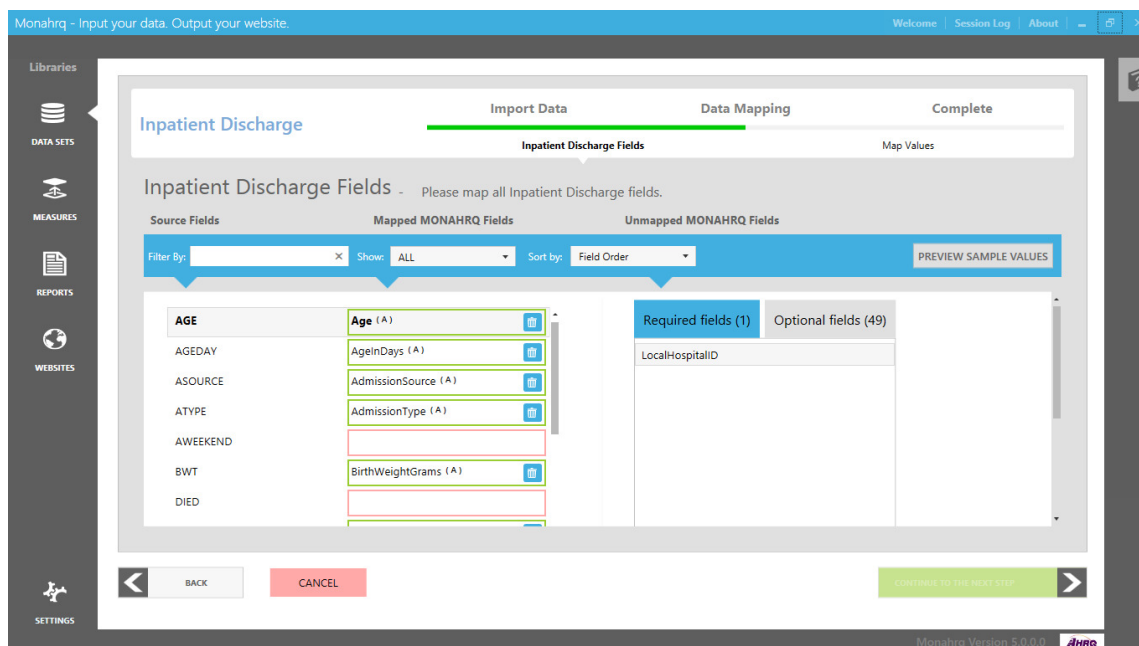 Monahrq - Input your data. Output your website.
Welcome Session Log About
Libraries
DATA SETS
MEASURES
REPORTS
WEBSITES
SETTINGS
Inpatient Discharge
Import Data Data Mapping Complete
Inpatient Discharge Fields Map Values
Inpatient Discharge Fields - Please map all Inpatient Discharge fields.
Source Fields Mapped MONAHRQ Fields Unmapped MONAHRQ Fields
Filter By: Show: ALL Sort by: Field Order PREVIEW SAMPLE VALUES
AGE Age (A)
AGEDAY AgeInDays (A)
ASOURCE AdmissionSource (A)
ATYPE AdmissionType (A)
AWEEKEND
BWT BirthWeightGrams (A)
DIED
Required fields (1) Optional fields (49)
LocalHospitalID
BACK CANCEL CONTINUE TO THE NEXT STEP
Monahrq Version 5.0.0.0 AHRQ